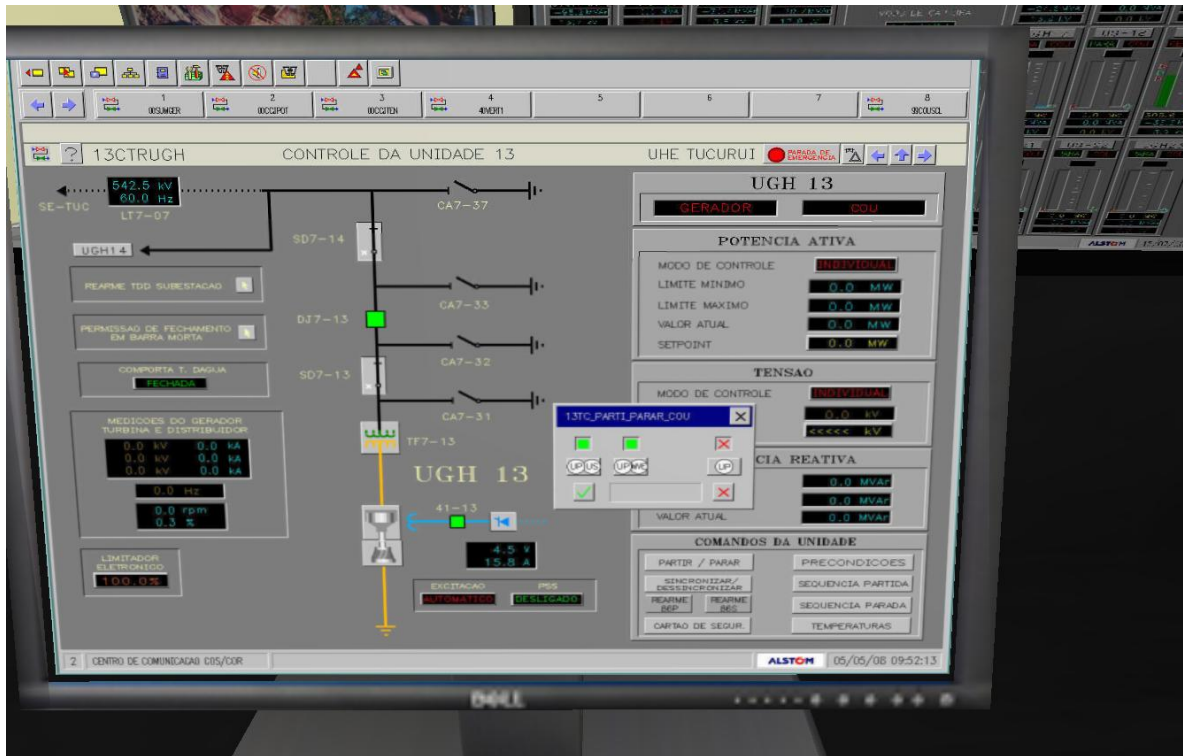 1
2
3
4
5
6
7
8
00SUMGER
40VERT1
13CTRUGH
CONTROLE DA UNIDADE 13
UHE TUCURUI
PARADA DE
EMERGENCIA
542.5 kV
60.0 Hz
SE-TUC
LT7-07
CA7-37
UGH14
SD7-14
REARME TDD SUBESTACAO
CA7-33
DJ7-13
PERMISSAO DE FECHAMENTO
EM BARRA MORTA
CA7-32
COMPORTA T. DAGUA
FECHADA
SD7-13
CA7-31
MEDICOES DO GERADOR
TURBINA E DISTRIBUIDOR
0.0 kV 0.0 kA
0.0 kV 0.0 kA
0.0 kV 0.0 kA
0.0 Hz
0.0 rpm
0.3 %
TF7-13
UGH 13
41-13
4.5 V
15.8 A
LIMITADOR
ELETRONICO
100.0%
EXCITACAO PSS
AUTOMATICO DESLIGADO
UGH 13
GERADOR COU
POTENCIA ATIVA
MODO DE CONTROLE INDIVIDUAL
LIMITE MINIMO 0.0 MW
LIMITE MAXIMO 0.0 MW
VALOR ATUAL 0.0 MW
SETPOINT 0.0 MW
TENSAO
MODO DE CONTROLE INDIVIDUAL
0.0 kV
<<<<< kV
13TC_PARTI_PARAR_COU
UP US
UP
CIA REATIVA
0.0 MVAr
0.0 MVAr
VALOR ATUAL 0.0 MVAr
COMANDOS DA UNIDADE
PARTIR / PARAR PRECONDICOES
SINCRONIZAR/
DESSINCRONIZAR
SEQUENCIA PARTIDA
REARME
86P
REARME
86S
SEQUENCIA PARADA
CARTAO DE SEGUR. TEMPERATURAS
2 CENTRO DE COMUNICACAO COS/COR
ALSTOM 05/05/08 09:52:13
DELL
ALSTOM